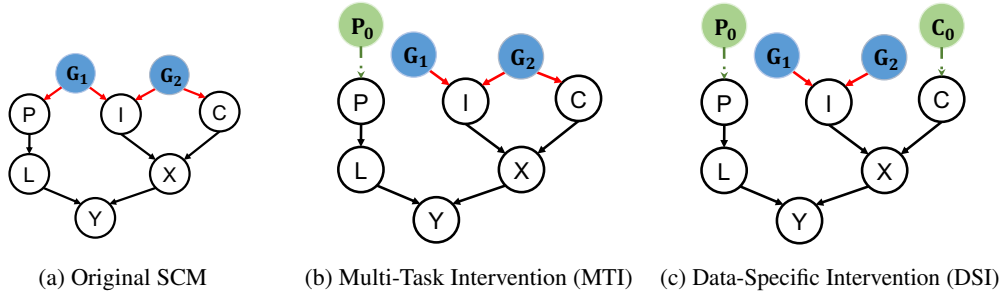 P₀ P₀ C₀
G₁ G₂ G₁ G₂ G₁ G₂
P I C P I C P I C
L X L X L X
Y Y Y
(a) Original SCM (b) Multi-Task Intervention (MTI) (c) Data-Specific Intervention (DSI)